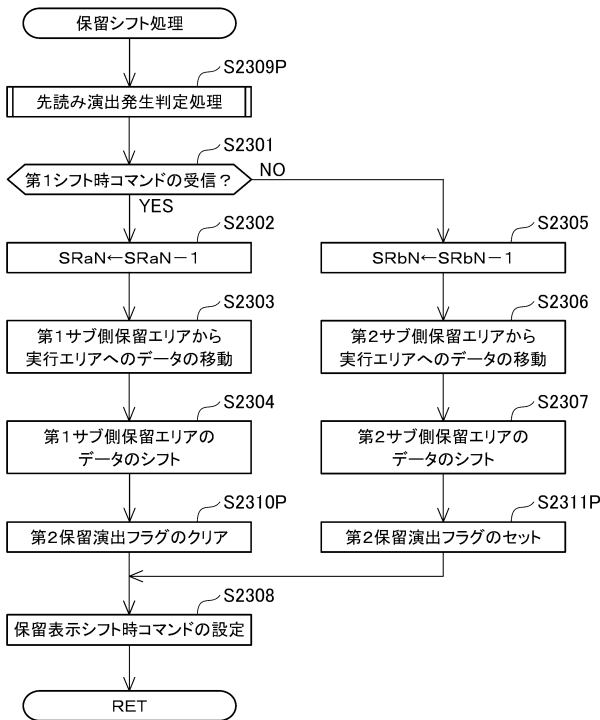 保留シフト処理
S2309P
先読み演出発生判定処理
S2301
第1シフト時コマンドの受信？
NO
YES
S2302
SRaN←SRaN－1
S2305
SRbN←SRbN－1
S2303
第1サブ側保留エリアから
実行エリアへのデータの移動
S2306
第2サブ側保留エリアから
実行エリアへのデータの移動
S2304
第1サブ側保留エリアの
データのシフト
S2307
第2サブ側保留エリアの
データのシフト
S2310P
第2保留演出フラグのクリア
S2311P
第2保留演出フラグのセット
S2308
保留表示シフト時コマンドの設定
RET